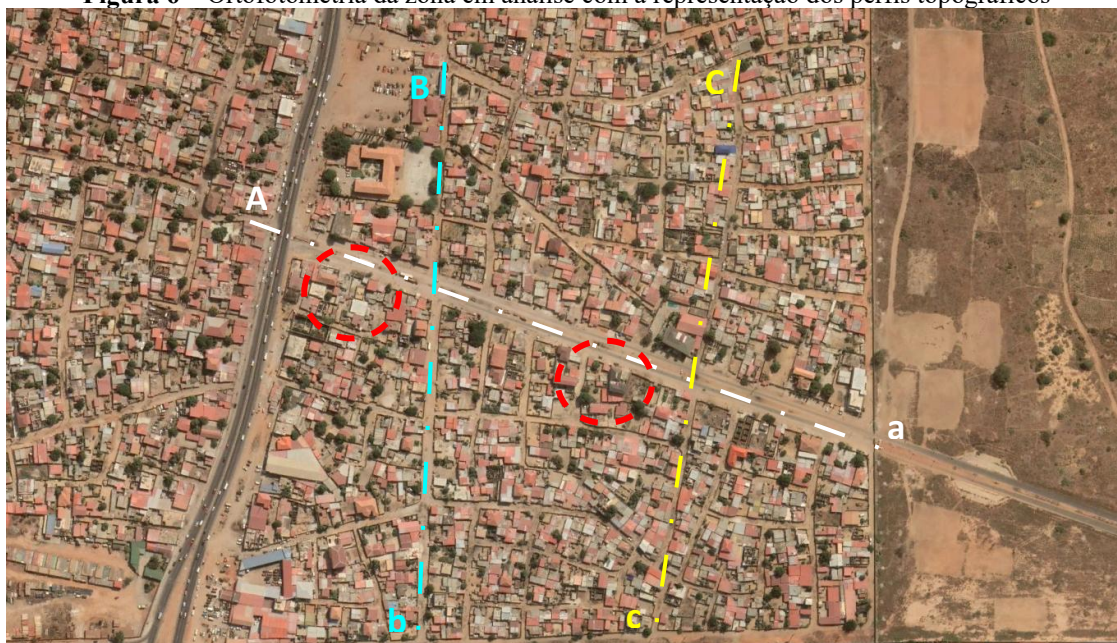 Figura 6 – Ortofotometria da zona em análise com a representação dos perfis topográficos
B
C
A
a
b
c